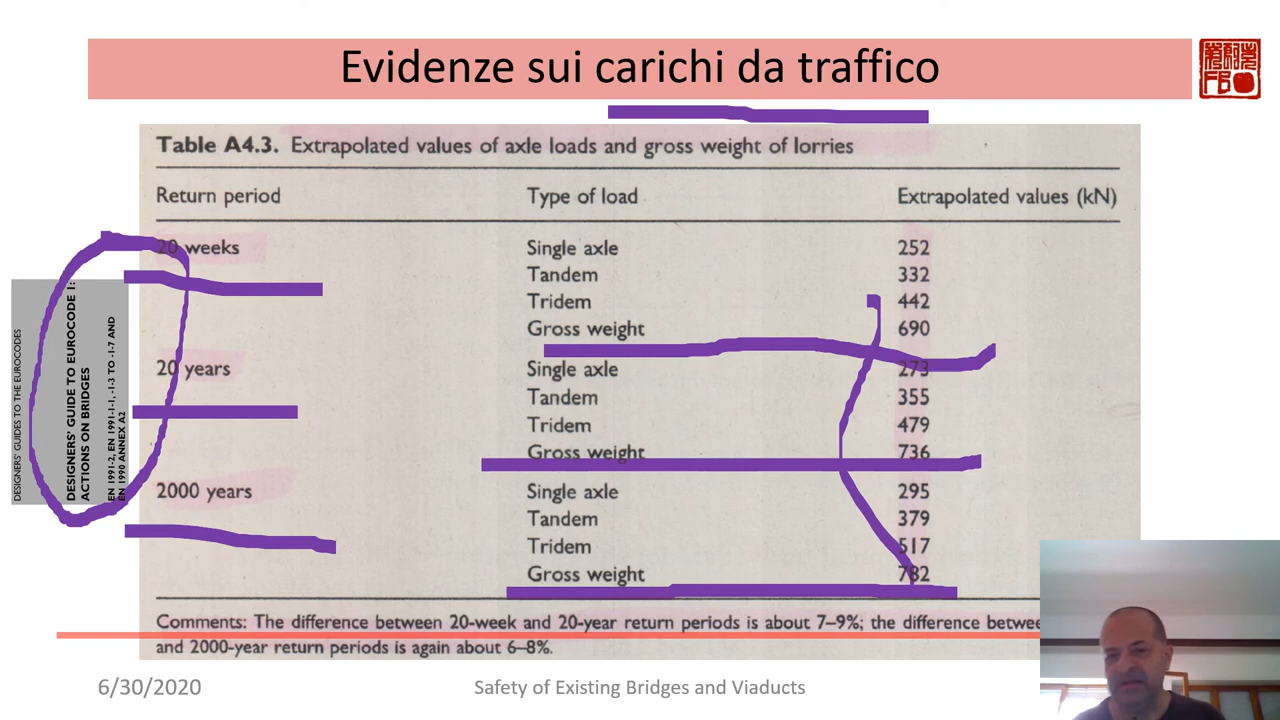 Evidenze sui carichi da traffico
Table A4.3. Extrapolated values of axle loads and gross weight of lorries
Return period Type of load Extrapolated values (kN)
20 weeks Single axle 252
Tandem 332
Tridem 442
Gross weight 690
20 years Single axle 273
Tandem 355
Tridem 479
Gross weight 736
2000 years Single axle 295
Tandem 379
Tridem 517
Gross weight 782
Comments: The difference between 20-week and 20-year return periods is about 7–9%; the difference betwee
and 2000-year return periods is again about 6–8%.
DESIGNERS' GUIDES TO THE EUROCODES
DESIGNERS' GUIDE TO EUROCODE 1:
ACTIONS ON BRIDGES
EN 1991-2, EN 1991-1-1, -1-3 TO -1-7 AND
EN 1990 ANNEX A2
6/30/2020
Safety of Existing Bridges and Viaducts